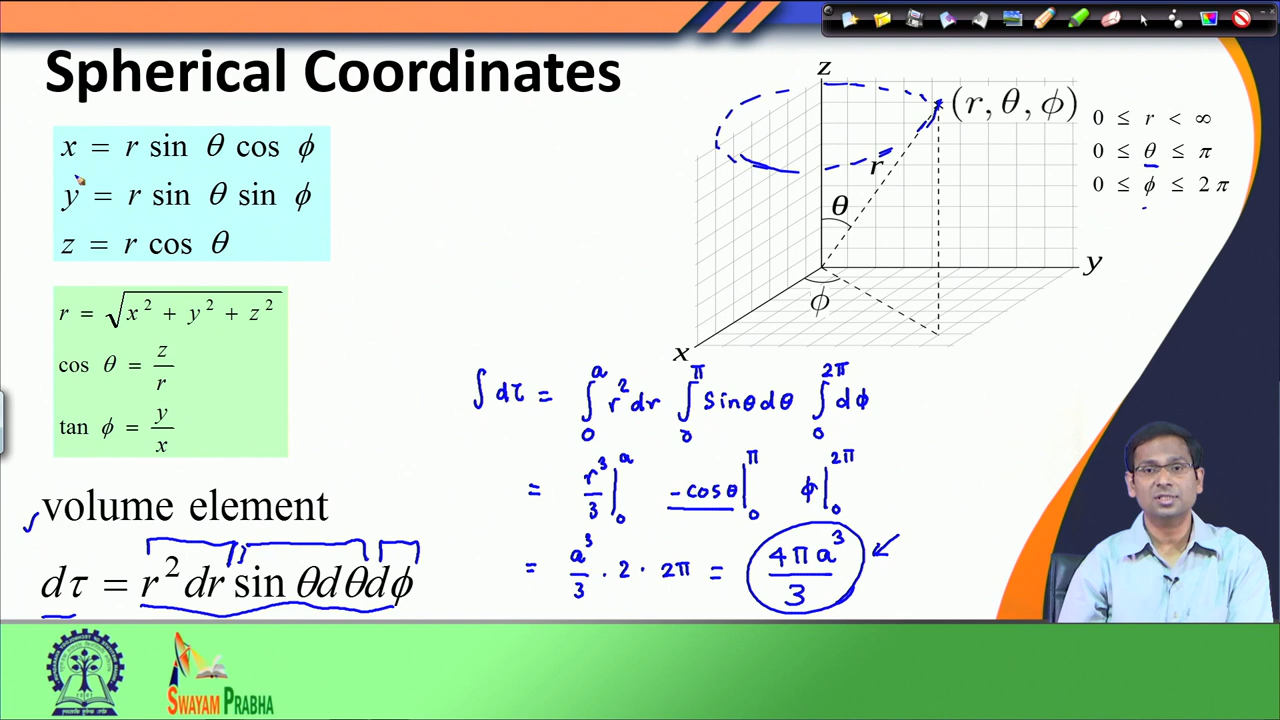 Spherical Coordinates
x = r sin θ cos ϕ
y = r sin θ sin ϕ
z = r cos θ
r = √x² + y² + z²
cos θ = z/r
tan ϕ = y/x
volume element
dτ = r² dr sin θdθdϕ
z
(r, θ, ϕ)
r
θ
ϕ
y
x
0 ≤ r < ∞
0 ≤ θ ≤ π
0 ≤ ϕ ≤ 2π
∫dτ = ∫₀ᵃ r²dr ∫₀^π Sinθdθ ∫₀^2π dϕ
= r³/3 |₀ᵃ -cosθ |₀^π ϕ |₀^2π
= a³/3 · 2 · 2π = 4πa³/3
SWAYAM PRABHA